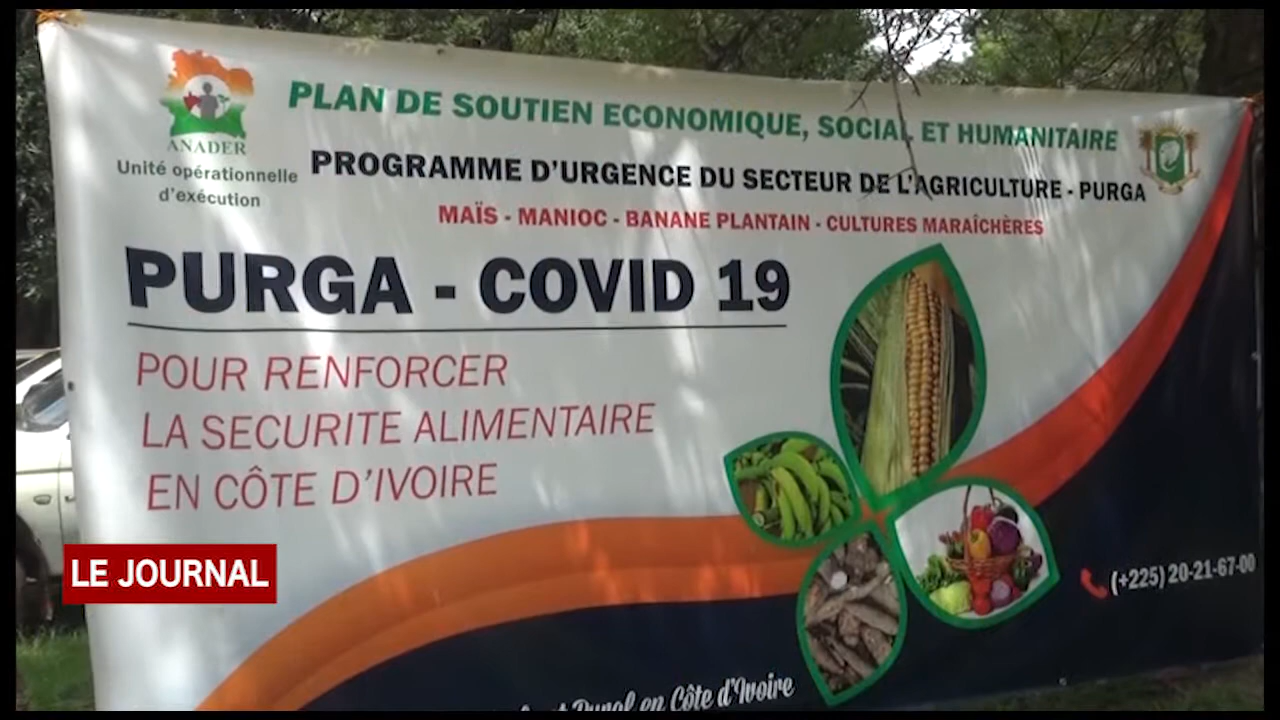 PLAN DE SOUTIEN ECONOMIQUE, SOCIAL ET HUMANITAIRE
ANADER
Unité opérationnelle
d'exécution
PROGRAMME D'URGENCE DU SECTEUR DE L'AGRICULTURE - PURGA
MAÏS - MANIOC - BANANE PLANTAIN - CULTURES MARAÎCHÈRES
PURGA - COVID 19
POUR RENFORCER
LA SECURITE ALIMENTAIRE
EN CÔTE D'IVOIRE
LE JOURNAL
(+225) 20-21-67-00
Rural en Côte d'Ivoire